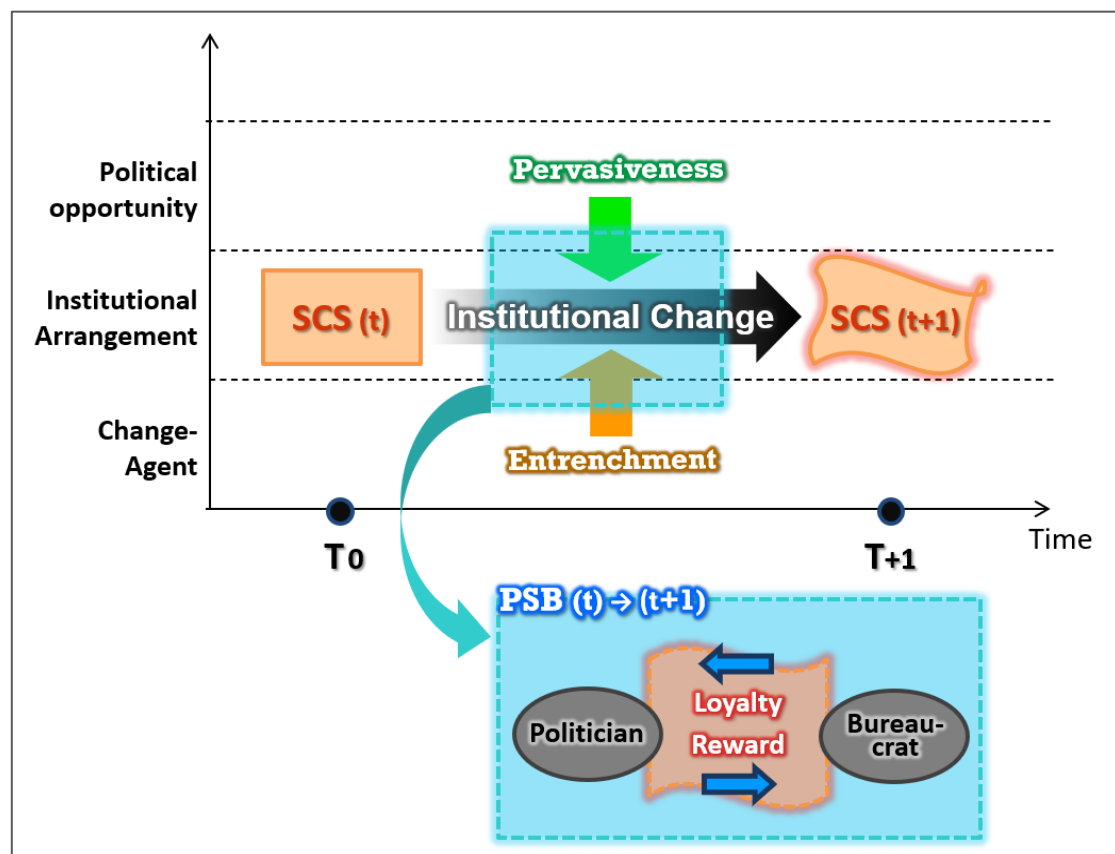 Political
opportunity
Pervasiveness
Institutional
Arrangement
SCS (t)
Institutional Change
SCS (t+1)
Change-
Agent
Entrenchment
T0
T+1
Time
PSB (t) → (t+1)
Politician
Loyalty
Reward
Bureau-
crat